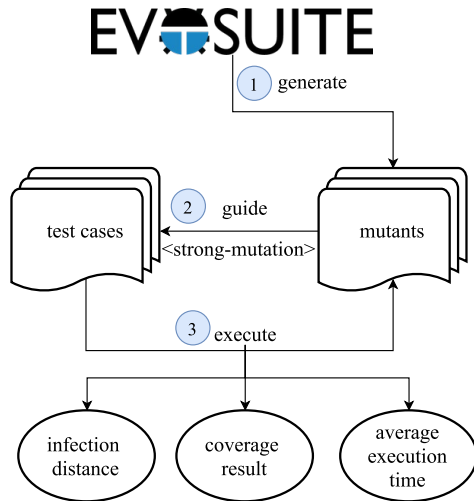 EVOSUITE
1 generate
test cases
2 guide
<strong-mutation>
mutants
3 execute
infection
distance
coverage
result
average
execution
time